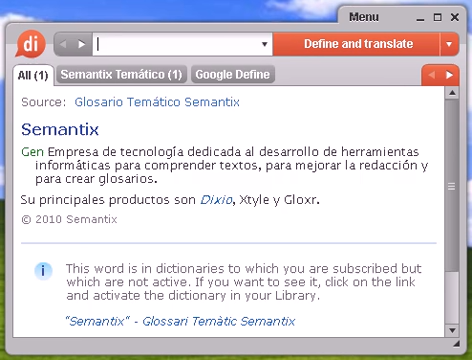 Menu
di
Define and translate
All (1)
Semantix Temático (1)
Google Define
Source: Glosario Temático Semantix
Semantix
Gen Empresa de tecnología dedicada al desarrollo de herramientas
informáticas para comprender textos, para mejorar la redacción y
para crear glosarios.
Su principales productos son Dixio, Xtyle y Gloxr.
© 2010 Semantix
i
This word is in dictionaries to which you are subscribed but
which are not active. If you want to see it, click on the link
and activate the dictionary in your Library.
"Semantix" - Glossari Temàtic Semantix